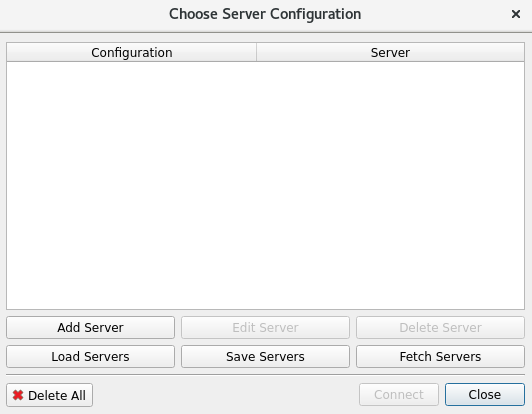 Choose Server Configuration
Configuration Server
Add Server Edit Server Delete Server
Load Servers Save Servers Fetch Servers
Delete All Connect Close